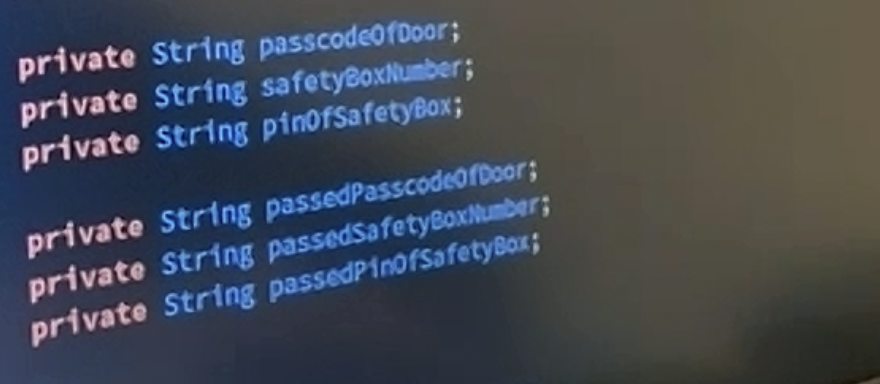 private String passcodeOfDoor;
private String safetyBoxNumber;
private String pinOfSafetyBox;
private String passedPasscodeOfDoor;
private String passedSafetyBoxNumber;
private String passedPinOfSafetyBox;